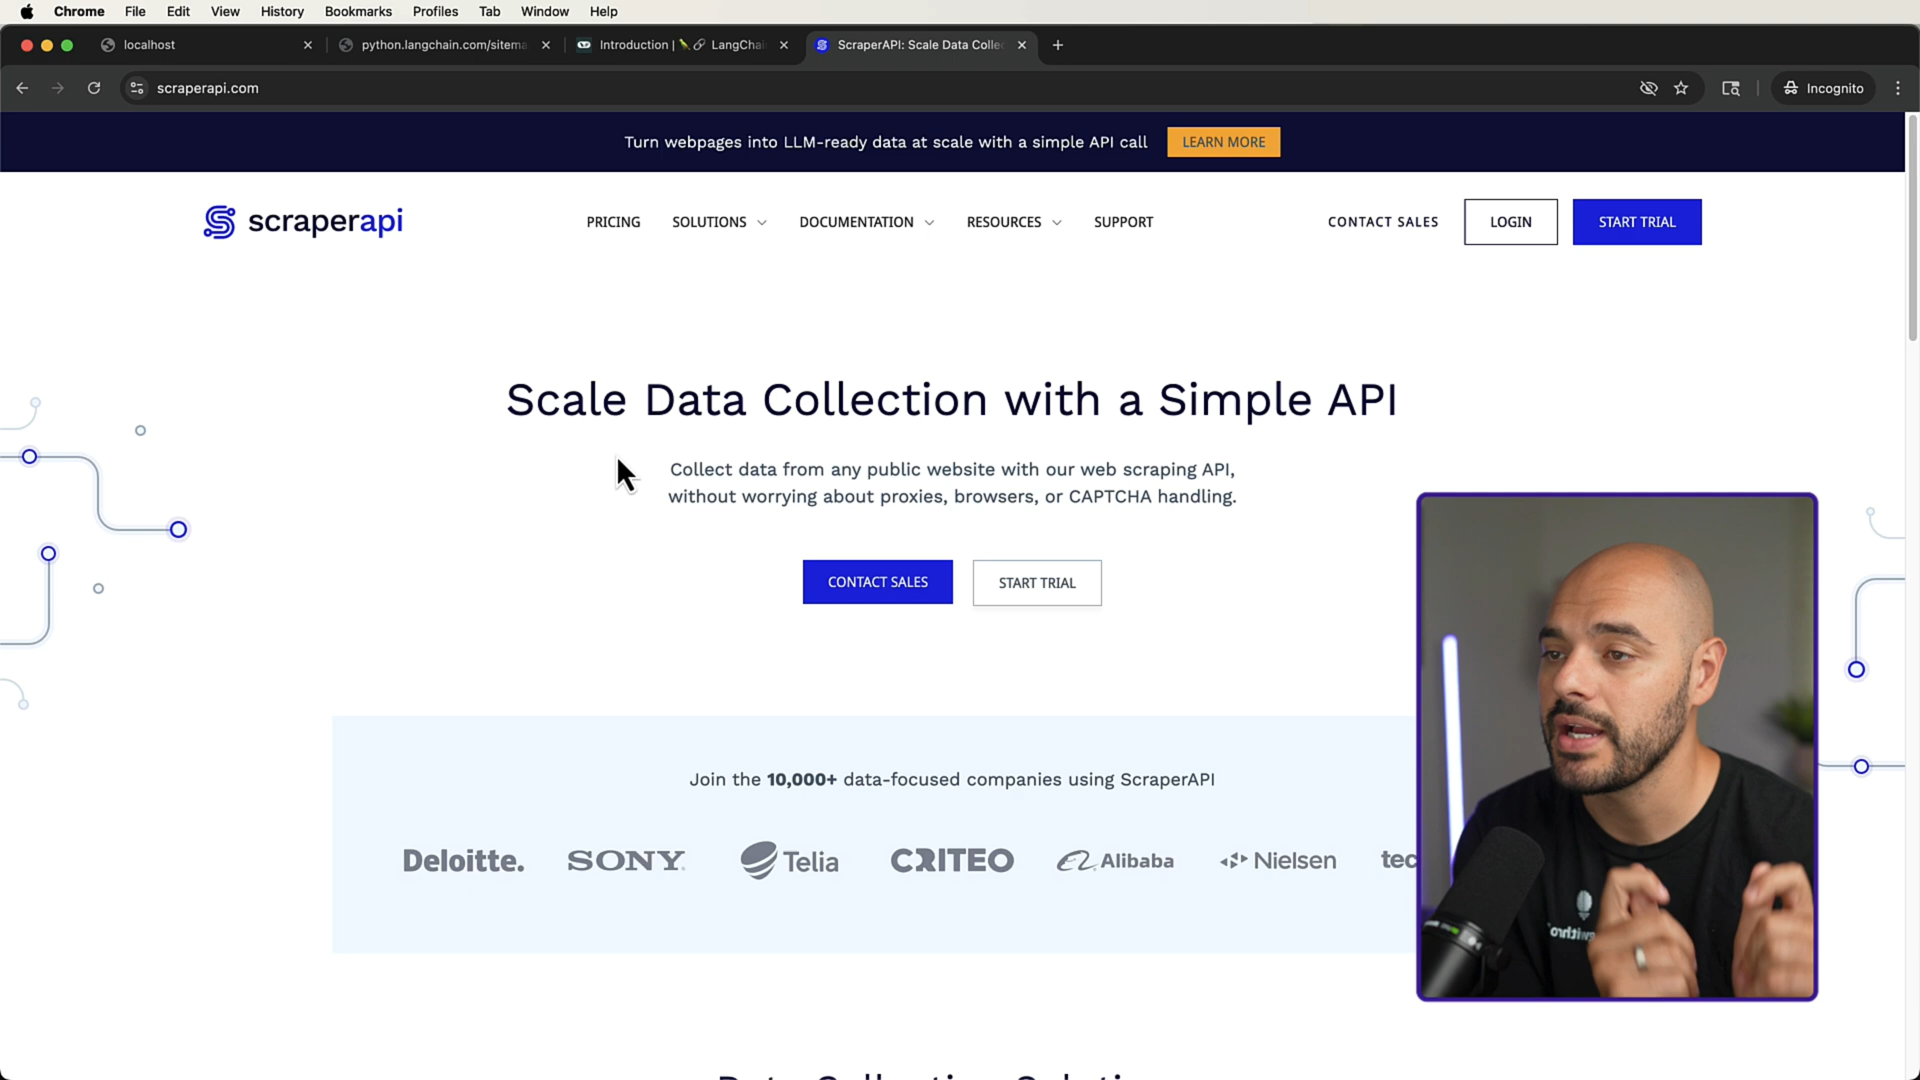 Chrome File Edit View History Bookmarks Profiles Tab Window Help
localhost
python.langchain.com/sitema
Introduction | LangChai
ScraperAPI: Scale Data Colle
scraperapi.com
Incognito
Turn webpages into LLM-ready data at scale with a simple API call
LEARN MORE
scraperapi
PRICING SOLUTIONS DOCUMENTATION RESOURCES SUPPORT
CONTACT SALES LOGIN START TRIAL
Scale Data Collection with a Simple API
Collect data from any public website with our web scraping API,
without worrying about proxies, browsers, or CAPTCHA handling.
CONTACT SALES START TRIAL
Join the 10,000+ data-focused companies using ScraperAPI
Deloitte. SONY Telia CRITEO Alibaba Nielsen tec